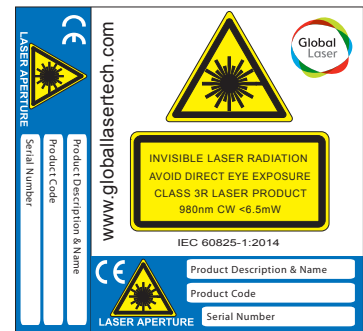 LASER APERTURE
CE
Serial Number
Product Code
Product Description & Name
www.globallasertech.com
Global
Laser
INVISIBLE LASER RADIATION
AVOID DIRECT EYE EXPOSURE
CLASS 3R LASER PRODUCT
980nm CW <6.5mW
IEC 60825-1:2014
CE
LASER APERTURE
Product Description & Name
Product Code
Serial Number